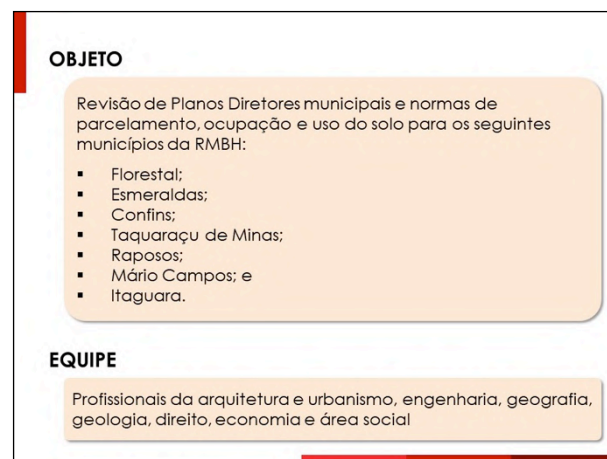 OBJETO
Revisão de Planos Diretores municipais e normas de
parcelamento, ocupação e uso do solo para os seguintes
municípios da RMBH:
▪ Florestal;
▪ Esmeraldas;
▪ Confins;
▪ Taquaraçu de Minas;
▪ Raposos;
▪ Mário Campos; e
▪ Itaguara.
EQUIPE
Profissionais da arquitetura e urbanismo, engenharia, geografia,
geologia, direito, economia e área social